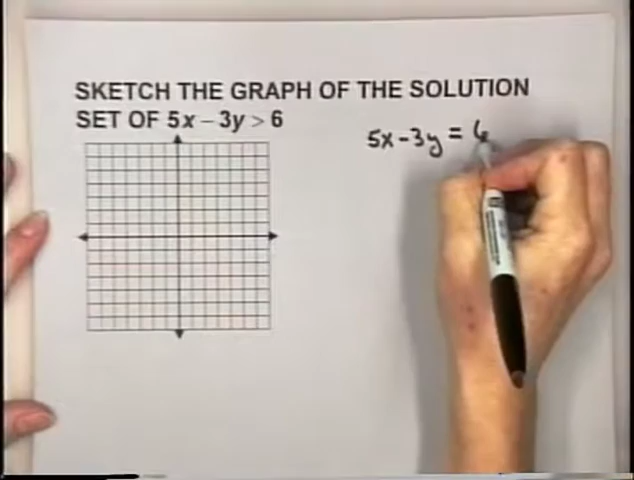 SKETCH THE GRAPH OF THE SOLUTION
SET OF 5x – 3y > 6
5x - 3y = 6